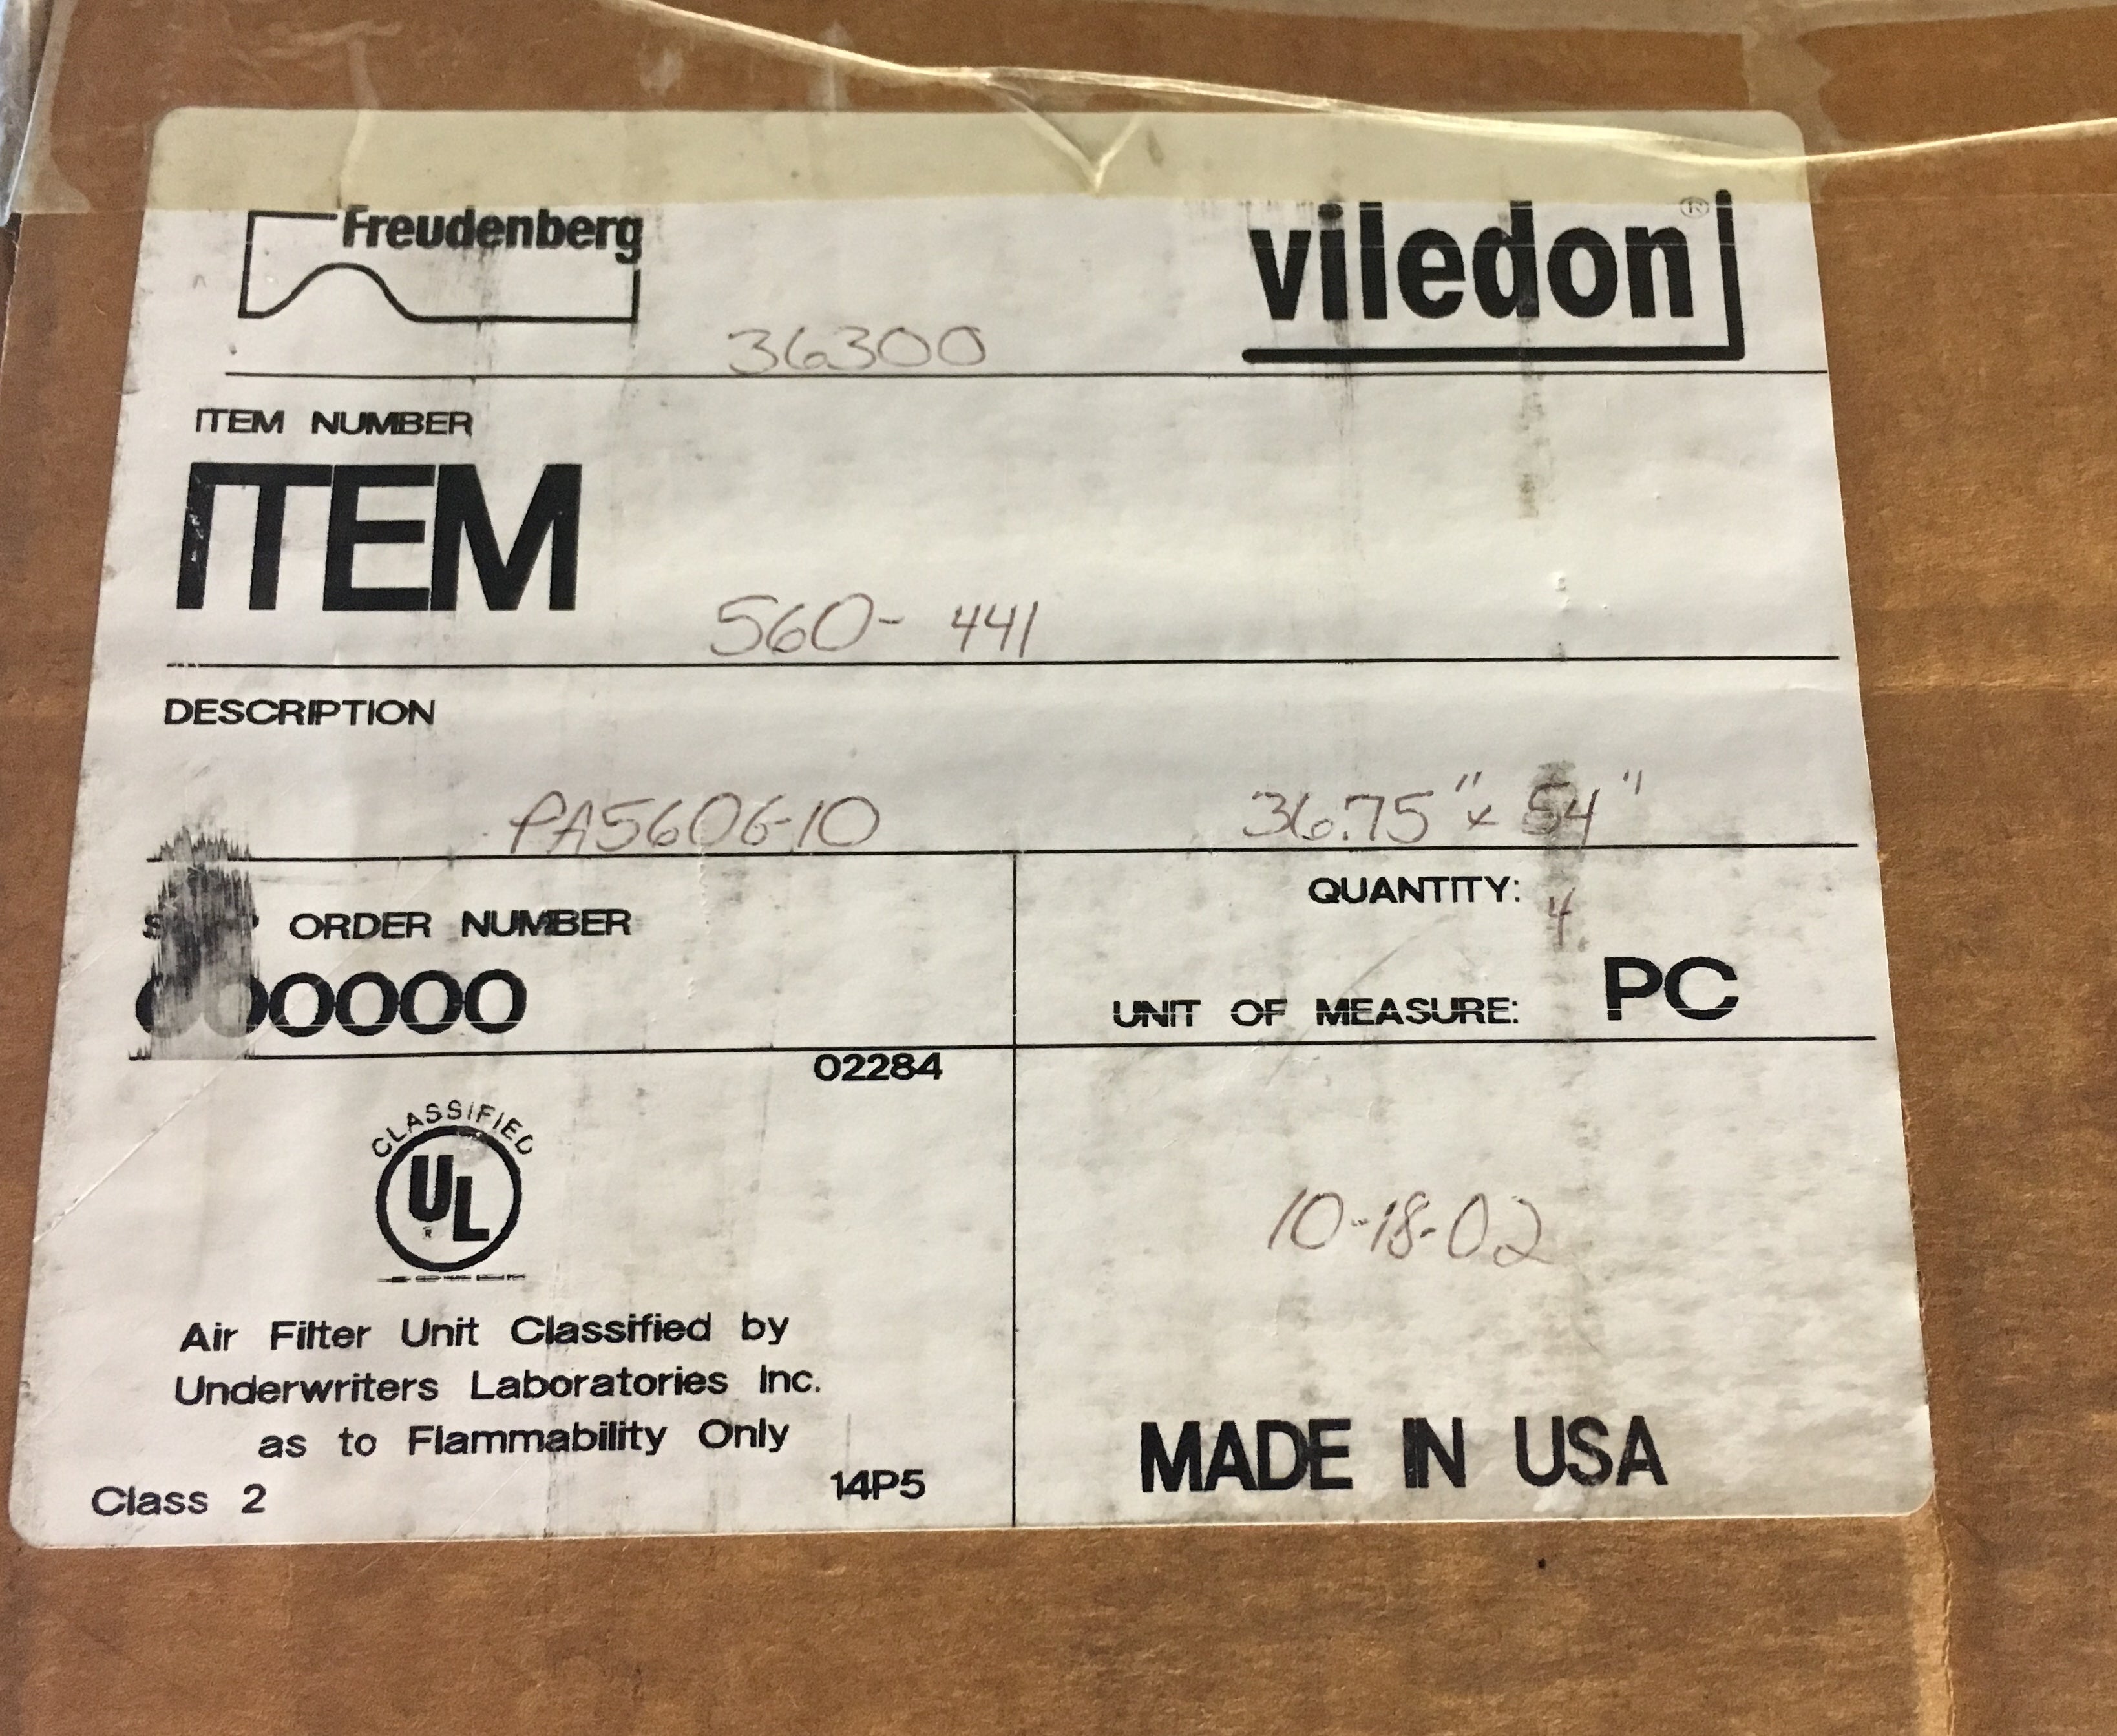 Freudenberg
viledon®
36300
ITEM NUMBER
ITEM
560-441
DESCRIPTION
PA560G-10 36.75" x 54"
ORDER NUMBER
QUANTITY: 4
000000
UNIT OF MEASURE: PC
02284
CLASSIFIED
UL
®
Air Filter Unit Classified by
Underwriters Laboratories Inc.
as to Flammability Only
Class 2
14P5
10-18-02
MADE IN USA